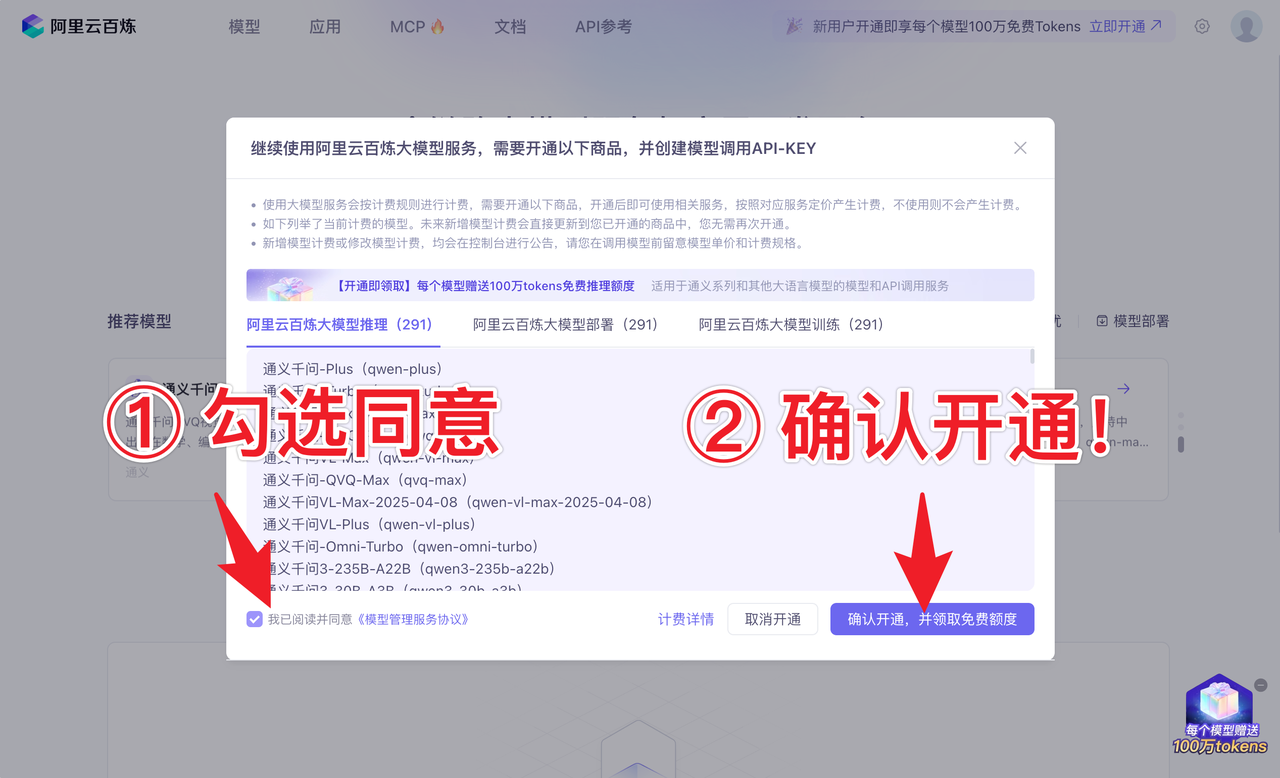 阿里云百炼
模型
应用
MCP
文档
API参考
新用户开通即享每个模型100万免费Tokens 立即开通
继续使用阿里云百炼大模型服务，需要开通以下商品，并创建模型调用API-KEY
使用大模型服务会按计费规则进行计费，需要开通以下商品，开通后即可使用相关服务，按照对应服务定价产生计费，不使用则不会产生计费。
如下列举了当前计费的模型。未来新增模型计费会直接更新到您已开通的商品中，您无需再次开通。
新增模型计费或修改模型计费，均会在控制台进行公告，请您在调用模型前留意模型单价和计费规格。
【开通即领取】每个模型赠送100万tokens免费推理额度 适用于通义系列和其他大语言模型的模型和API调用服务
推荐模型
阿里云百炼大模型推理（291）
阿里云百炼大模型部署（291）
阿里云百炼大模型训练（291）
模型部署
通义千问-Plus（qwen-plus）
通义千问
① 勾选同意
② 确认开通！
通义千问-QVQ-Max（qvq-max）
通义
通义千问VL-Max-2025-04-08（qwen-vl-max-2025-04-08）
通义千问VL-Plus（qwen-vl-plus）
通义千问-Omni-Turbo（qwen-omni-turbo）
通义千问3-235B-A22B（qwen3-235b-a22b）
通义千问3-30B-A3B（qwen3-30b-a3b）
我已阅读并同意《模型管理服务协议》
计费详情
取消开通
确认开通，并领取免费额度
每个模型赠送
100万tokens